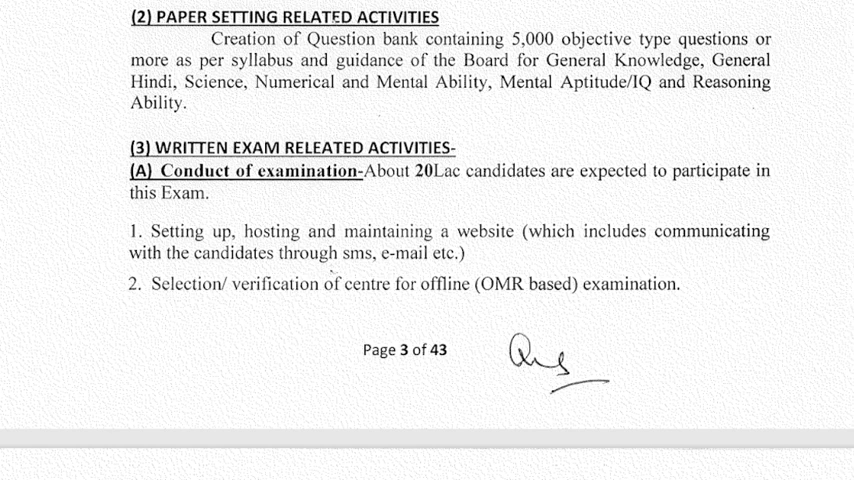 (2) PAPER SETTING RELATED ACTIVITIES
Creation of Question bank containing 5,000 objective type questions or
more as per syllabus and guidance of the Board for General Knowledge, General
Hindi, Science, Numerical and Mental Ability, Mental Aptitude/IQ and Reasoning
Ability.
(3) WRITTEN EXAM RELEATED ACTIVITIES-
(A) Conduct of examination-About 20Lac candidates are expected to participate in
this Exam.
1. Setting up, hosting and maintaining a website (which includes communicating
with the candidates through sms, e-mail etc.)
2. Selection/ verification of centre for offline (OMR based) examination.
Page 3 of 43